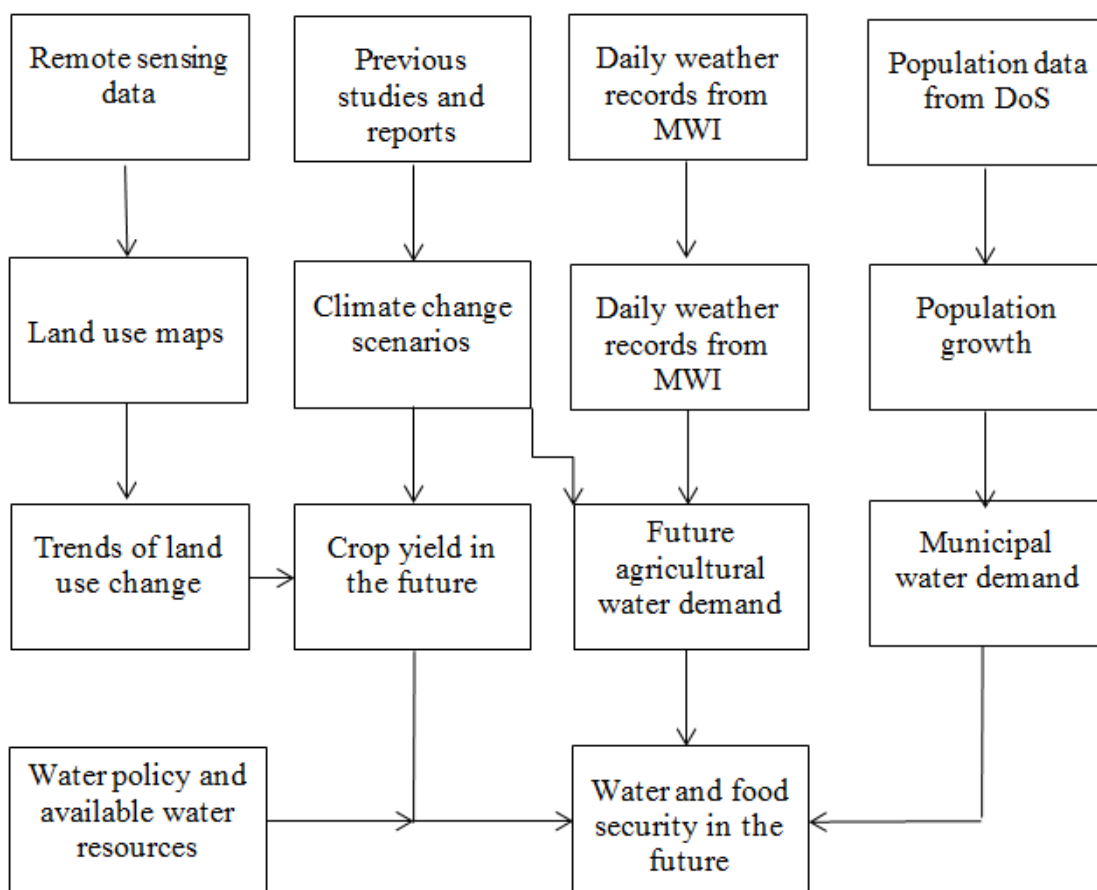 Remote sensing
data
Previous
studies and
reports
Daily weather
records from
MWI
Population data
from DoS
Land use maps
Climate change
scenarios
Daily weather
records from
MWI
Population
growth
Trends of land
use change
Crop yield in
the future
Future
agricultural
water demand
Municipal
water demand
Water policy and
available water
resources
Water and food
security in the
future